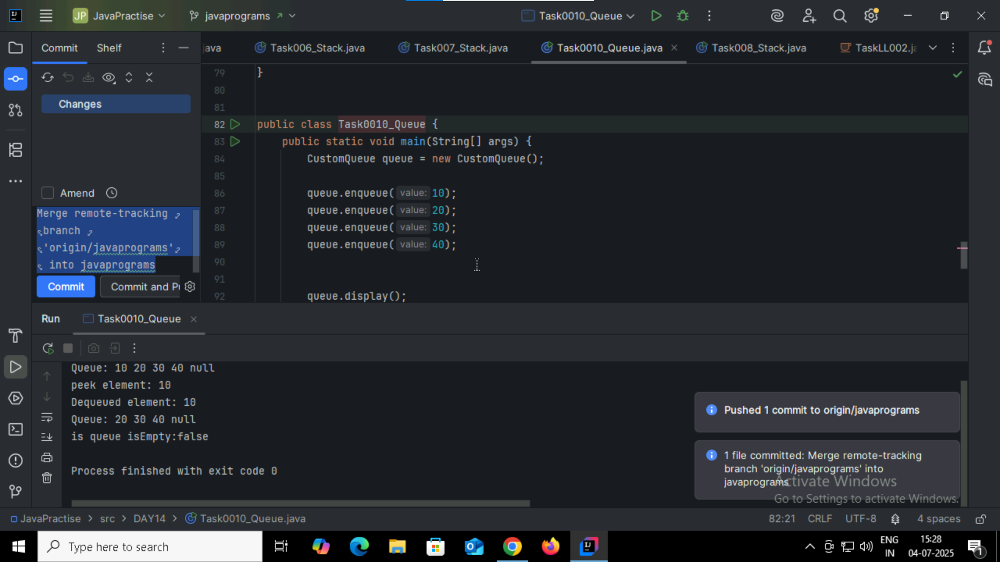 JP JavaPractise
javaprograms
Task0010_Queue
Commit Shelf
java
Task006_Stack.java
Task007_Stack.java
Task0010_Queue.java
Task008_Stack.java
TaskLL002.ja
Changes
Amend
Merge remote-tracking
branch
'origin/javaprograms'
into javaprograms
Commit
Commit and Pu
79 }
80
81
82 public class Task0010_Queue {
83 public static void main(String[] args) {
84 CustomQueue queue = new CustomQueue();
85
86 queue.enqueue( value: 10);
87 queue.enqueue( value: 20);
88 queue.enqueue( value: 30);
89 queue.enqueue( value: 40);
90
91
92 queue.display();
Run Task0010_Queue
Queue: 10 20 30 40 null
peek element: 10
Dequeued element: 10
Queue: 20 30 40 null
is queue isEmpty:false
Process finished with exit code 0
Pushed 1 commit to origin/javaprograms
1 file committed: Merge remote-tracking
branch 'origin/javaprograms' into
javaprograms
Activate Windows
Go to Settings to activate Windows.
JavaPractise > src > DAY14 > Task0010_Queue.java
82:21 CRLF UTF-8 4 spaces
Type here to search
ENG
IN
15:28
04-07-2025
1